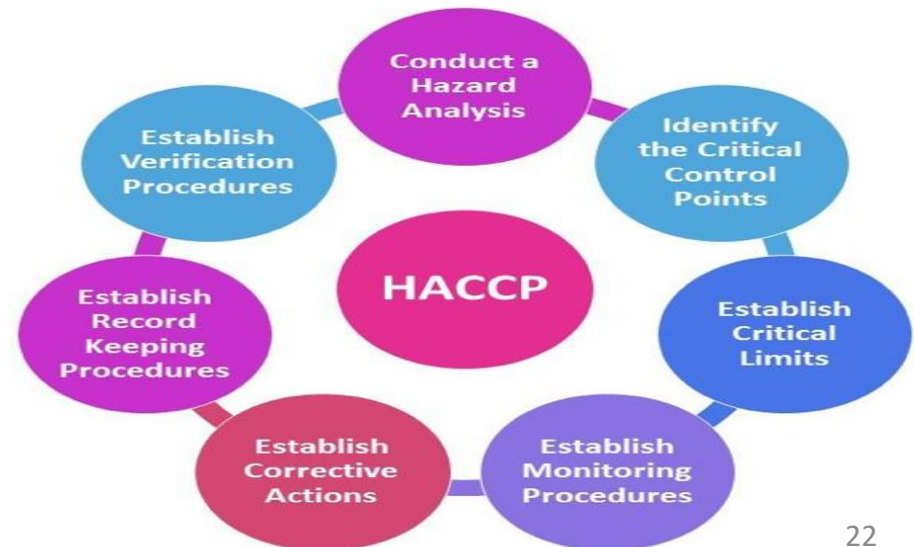 Conduct a
Hazard
Analysis
Identify
the Critical
Control
Points
Establish
Critical
Limits
Establish
Monitoring
Procedures
Establish
Corrective
Actions
Establish
Record
Keeping
Procedures
Establish
Verification
Procedures
HACCP
22